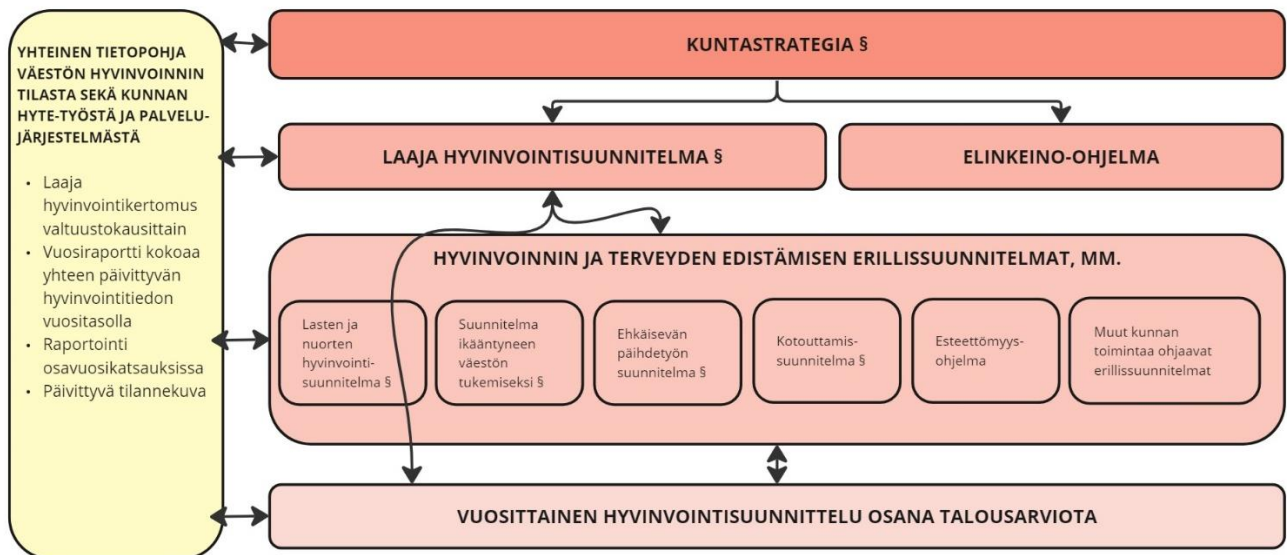 YHTEINEN TIETOPOHJA
VÄESTÖN HYVINVOINNIN
TILASTA SEKÄ KUNNAN
HYTE-TYÖSTÄ JA PALVELU-
JÄRJESTELMÄSTÄ
• Laaja
hyvinvointikertomus
valtuustokausittain
• Vuosiraportti kokoaa
yhteen päivittyvän
hyvinvointitiedon
vuositasolla
• Raportointi
osavuosikatsauksissa
• Päivittyvä tilannekuva
KUNTASTRATEGIA §
LAAJA HYVINVOINTISUUNNITELMA §
ELINKEINO-OHJELMA
HYVINVOINNIN JA TERVEYDEN EDISTÄMISEN ERILLISSUUNNITELMAT, MM.
Lasten ja
nuorten
hyvinvointi-
suunnitelma §
Suunnitelma
ikääntyneen
väestön
tukemiseksi §
Ehkäisevän
päihdetyön
suunnitelma §
Kotouttamis-
suunnitelma §
Esteettömyys-
ohjelma
Muut kunnan
toimintaa ohjaavat
erillissuunnitelmat
VUOSITTAINEN HYVINVOINTISUUNNITTELU OSANA TALOUSARVIOTA